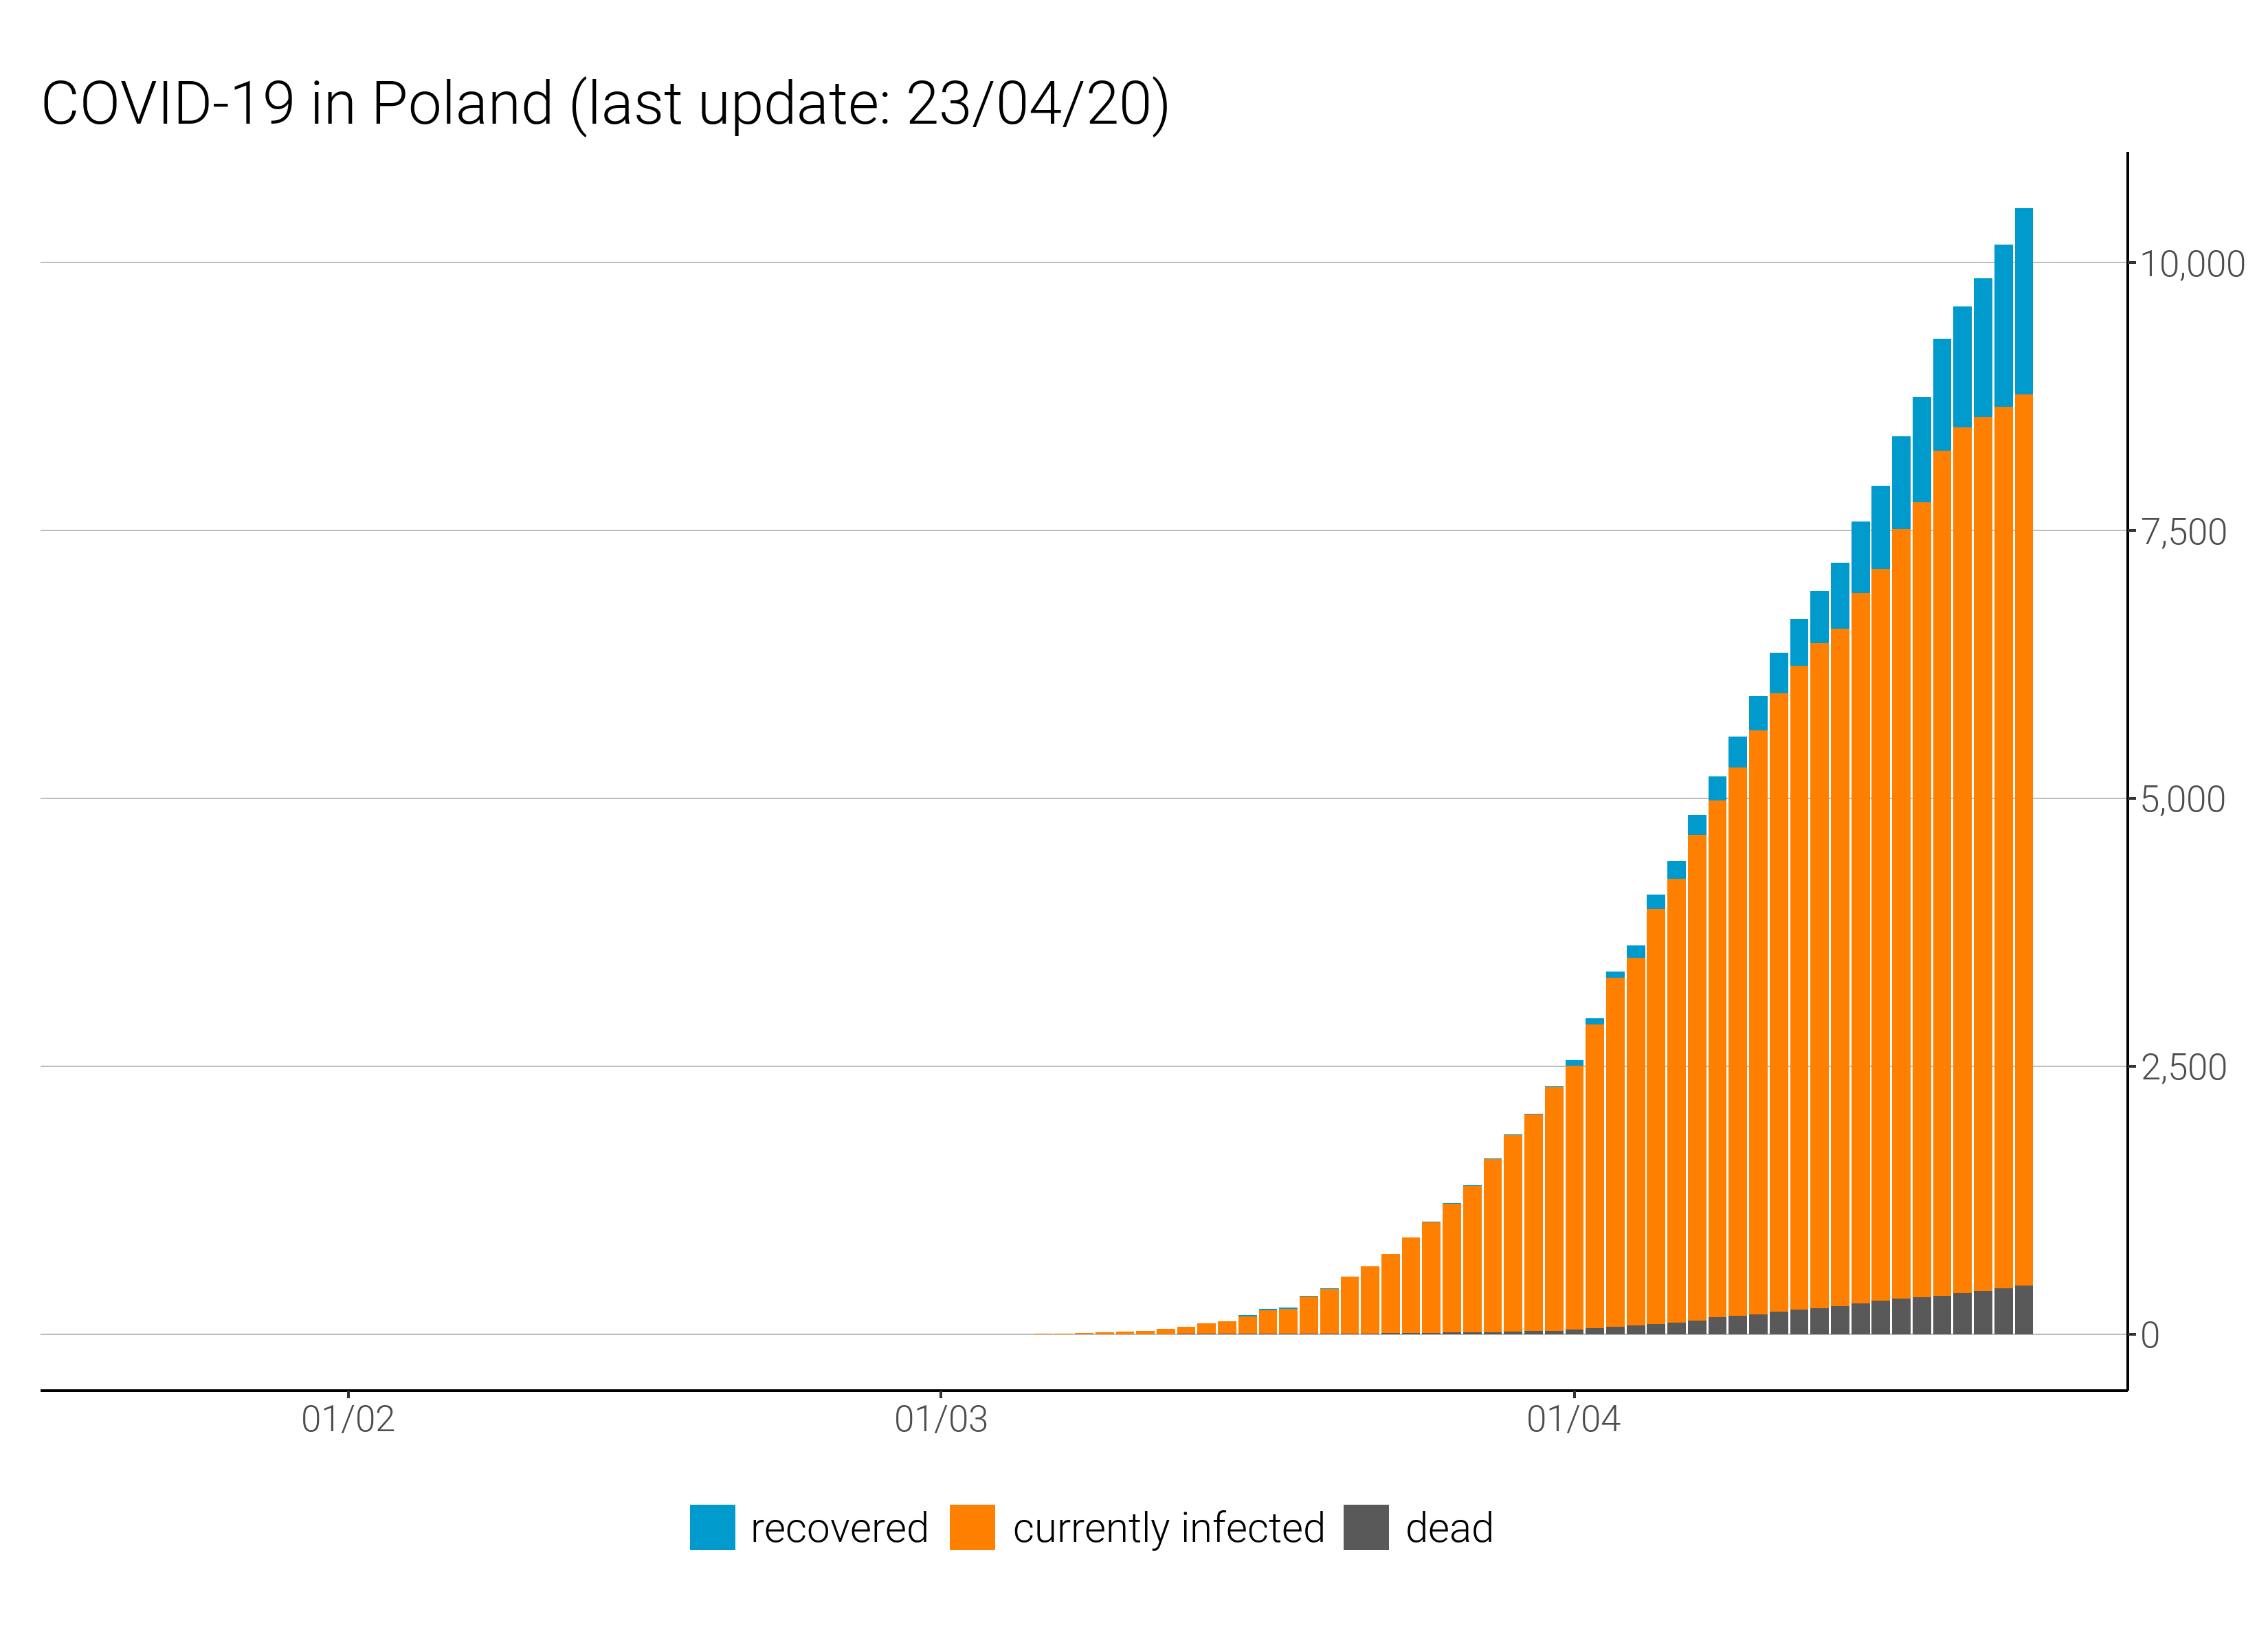 COVID-19 in Poland (last update: 23/04/20)
10,000
7,500
5,000
2,500
0
01/02 01/03 01/04
recovered currently infected dead